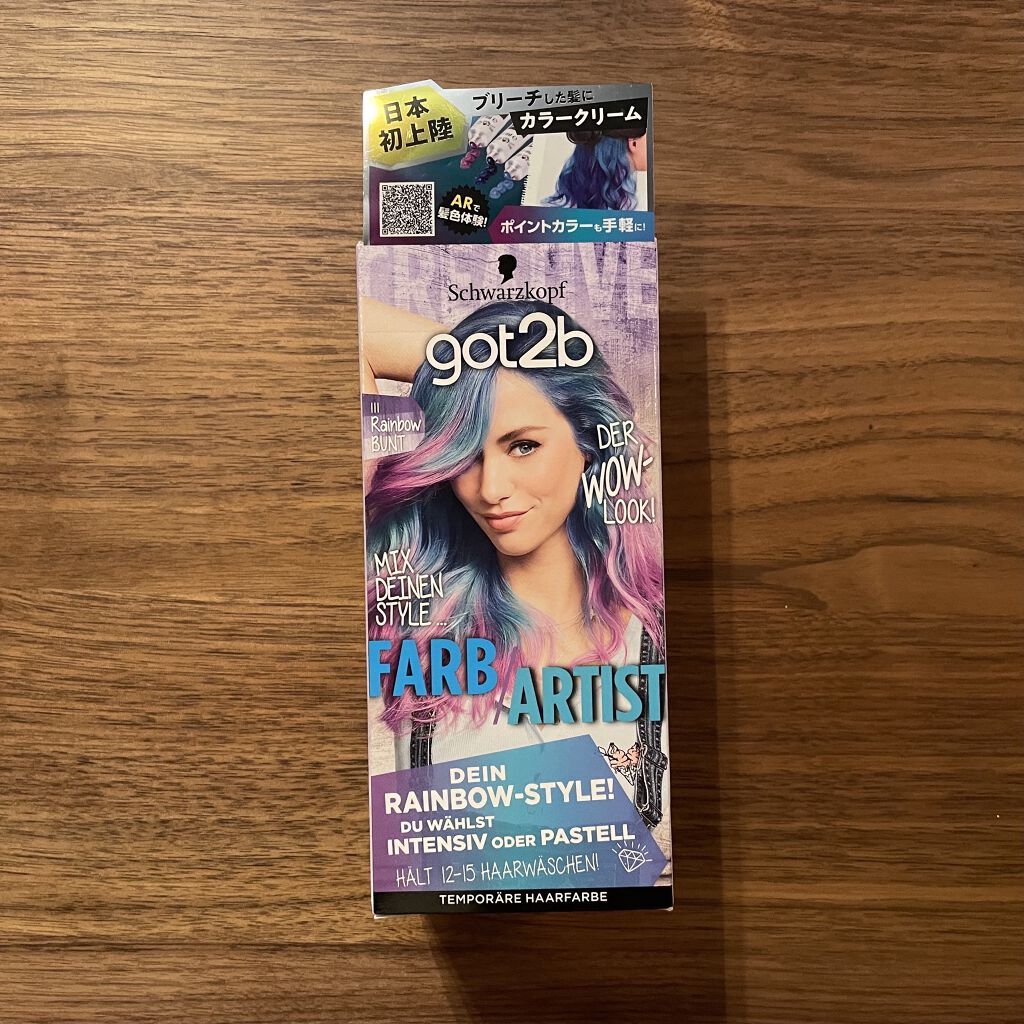 日本
初上陸
ブリーチした髪に
カラークリーム
ARで
髪色体験!
ポイントカラーも手軽に!
CREATIVE
Schwarzkopf
got2b
III
Rainbow
BUNT
DER
WOW-
LOOK!
MIX
DEINEN
STYLE ...
FARB
/ARTIST
DEIN
RAINBOW-STYLE!
DU WÄHLST
INTENSIV ODER PASTELL
HÄLT 12-15 HAARWÄSCHEN!
TEMPORÄRE HAARFARBE